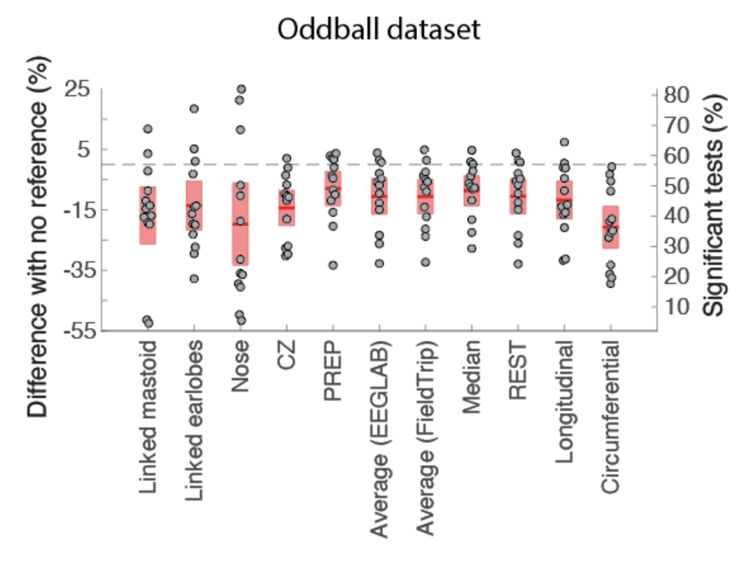 Oddball dataset
Difference with no reference (%)
25
5
-15
-35
-55
80
70
60
50
40
30
20
10
Significant tests (%)
Linked mastoid
Linked earlobes
Nose
CZ
PREP
Average (EEGLAB)
Average (FieldTrip)
Median
REST
Longitudinal
Circumferential